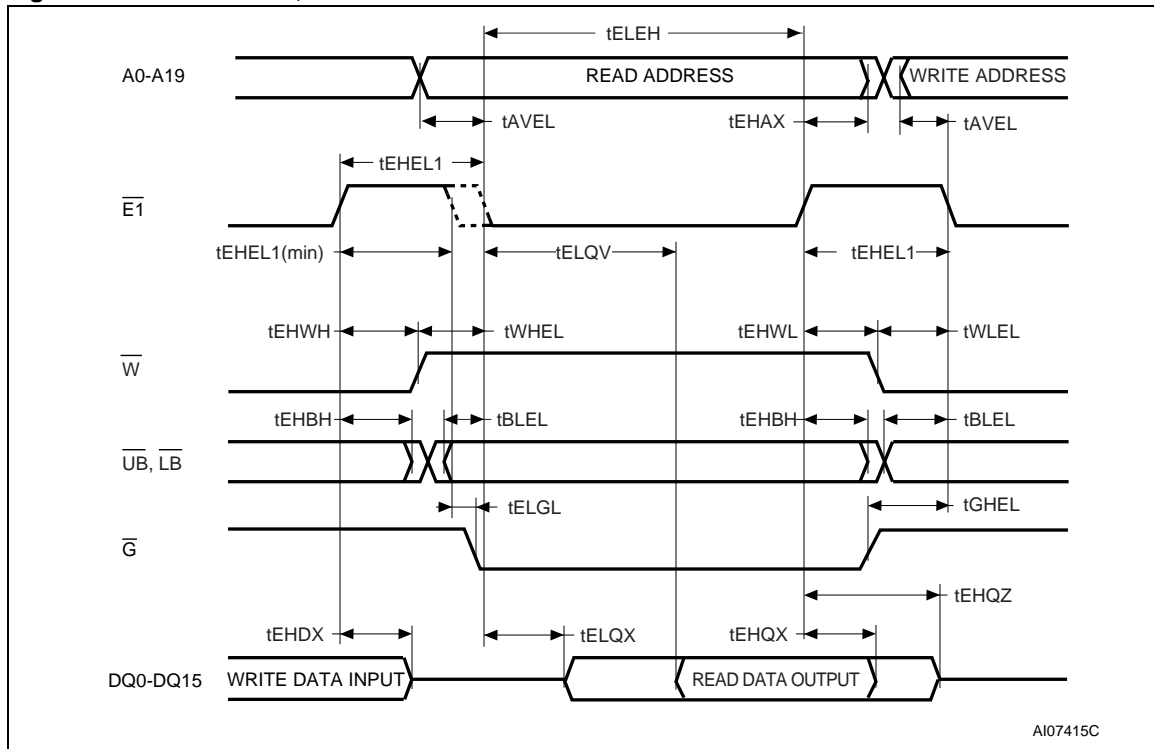 tELEH
A0-A19
READ ADDRESS
WRITE ADDRESS
tAVEL
tEHAX
tAVEL
tEHEL1
E1
tEHEL1(min)
tELQV
tEHEL1
tEHWH
tWHEL
tEHWL
tWLEL
W
tEHBH
tBLEL
tEHBH
tBLEL
UB, LB
tELGL
tGHEL
G
tEHQZ
tEHDX
tELQX
tEHQX
DQ0-DQ15
WRITE DATA INPUT
READ DATA OUTPUT
AI07415C